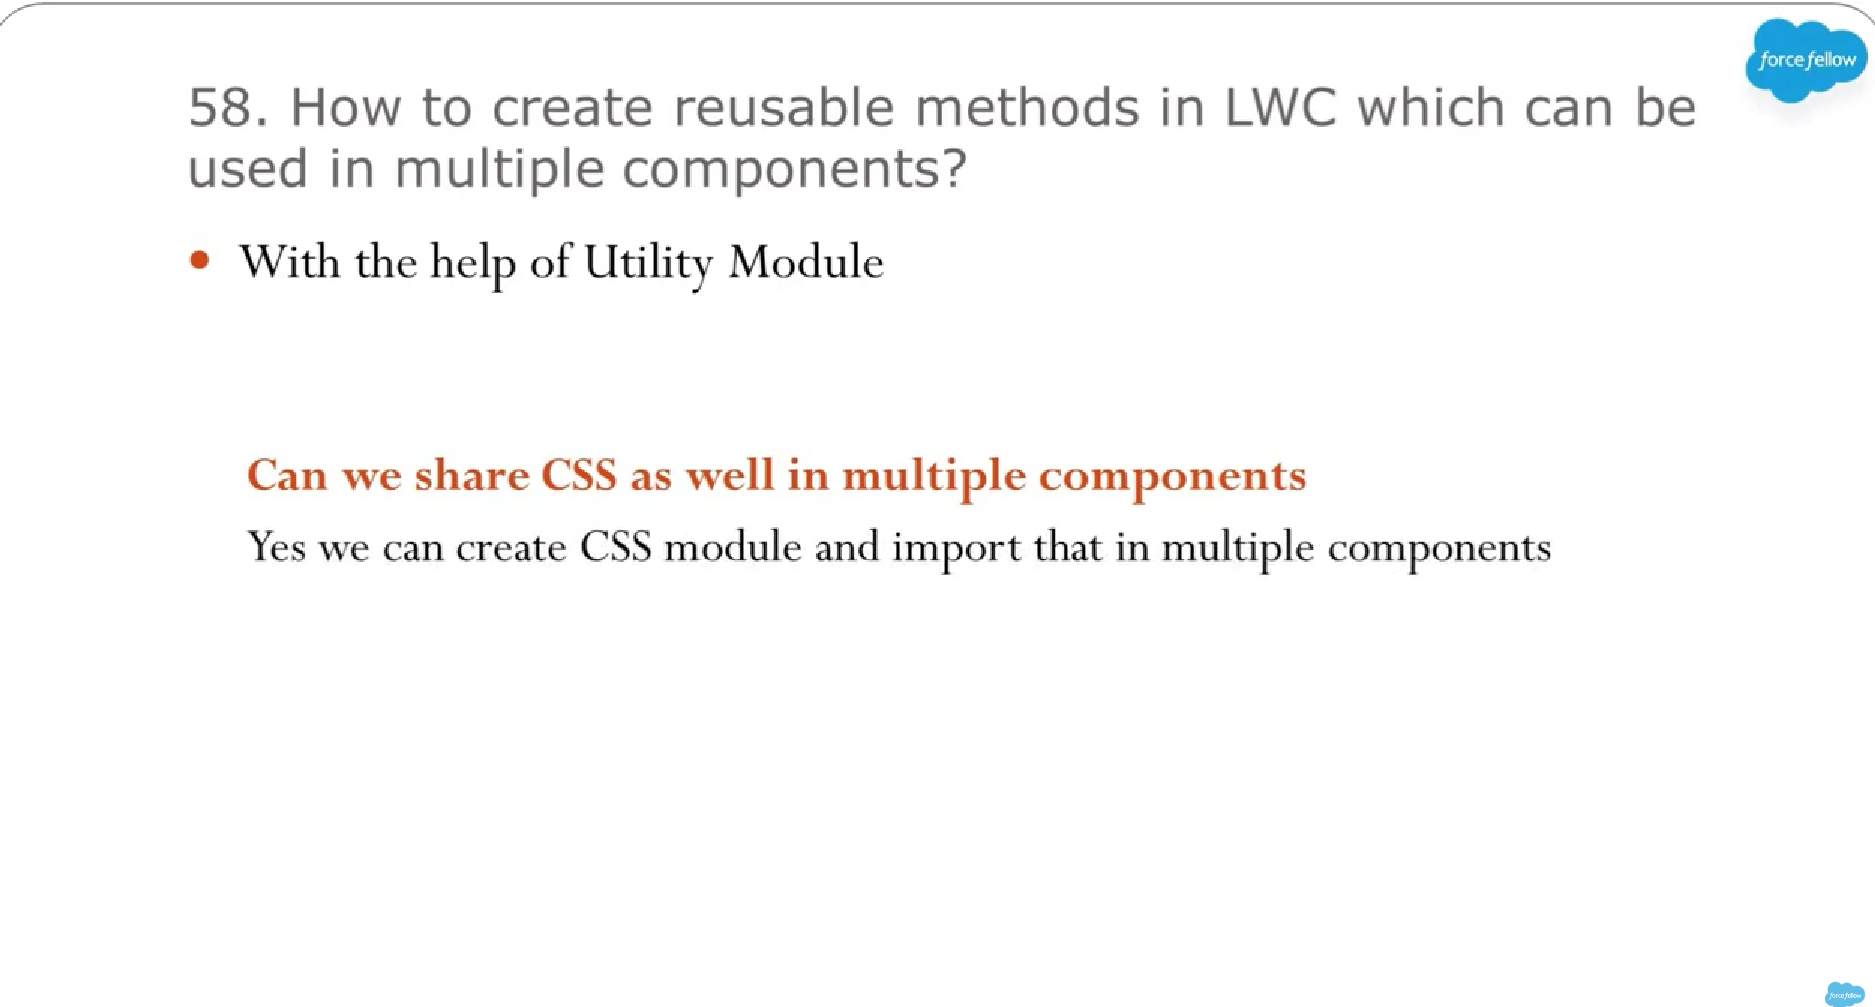 force fellow
58. How to create reusable methods in LWC which can be
used in multiple components?
• With the help of Utility Module
Can we share CSS as well in multiple components
Yes we can create CSS module and import that in multiple components
force fellow